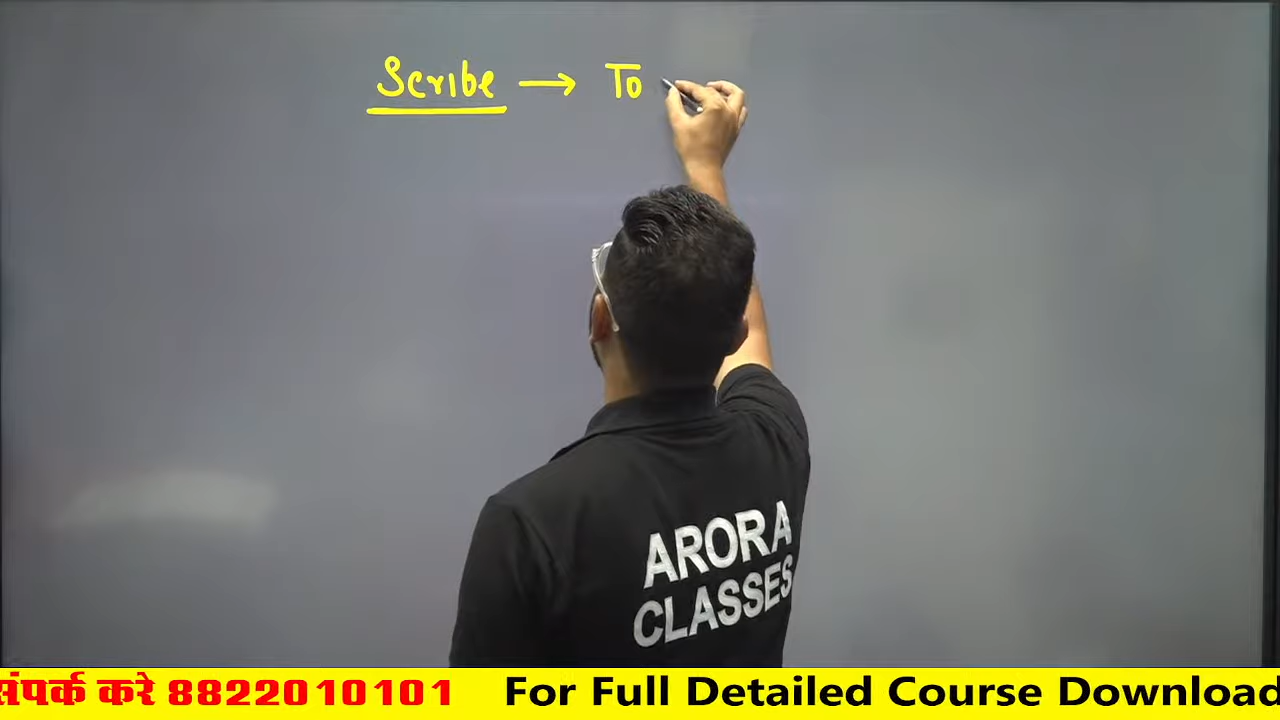 Scribe → To
ARORA
CLASSES
संपर्क करे 8822010101 For Full Detailed Course Download